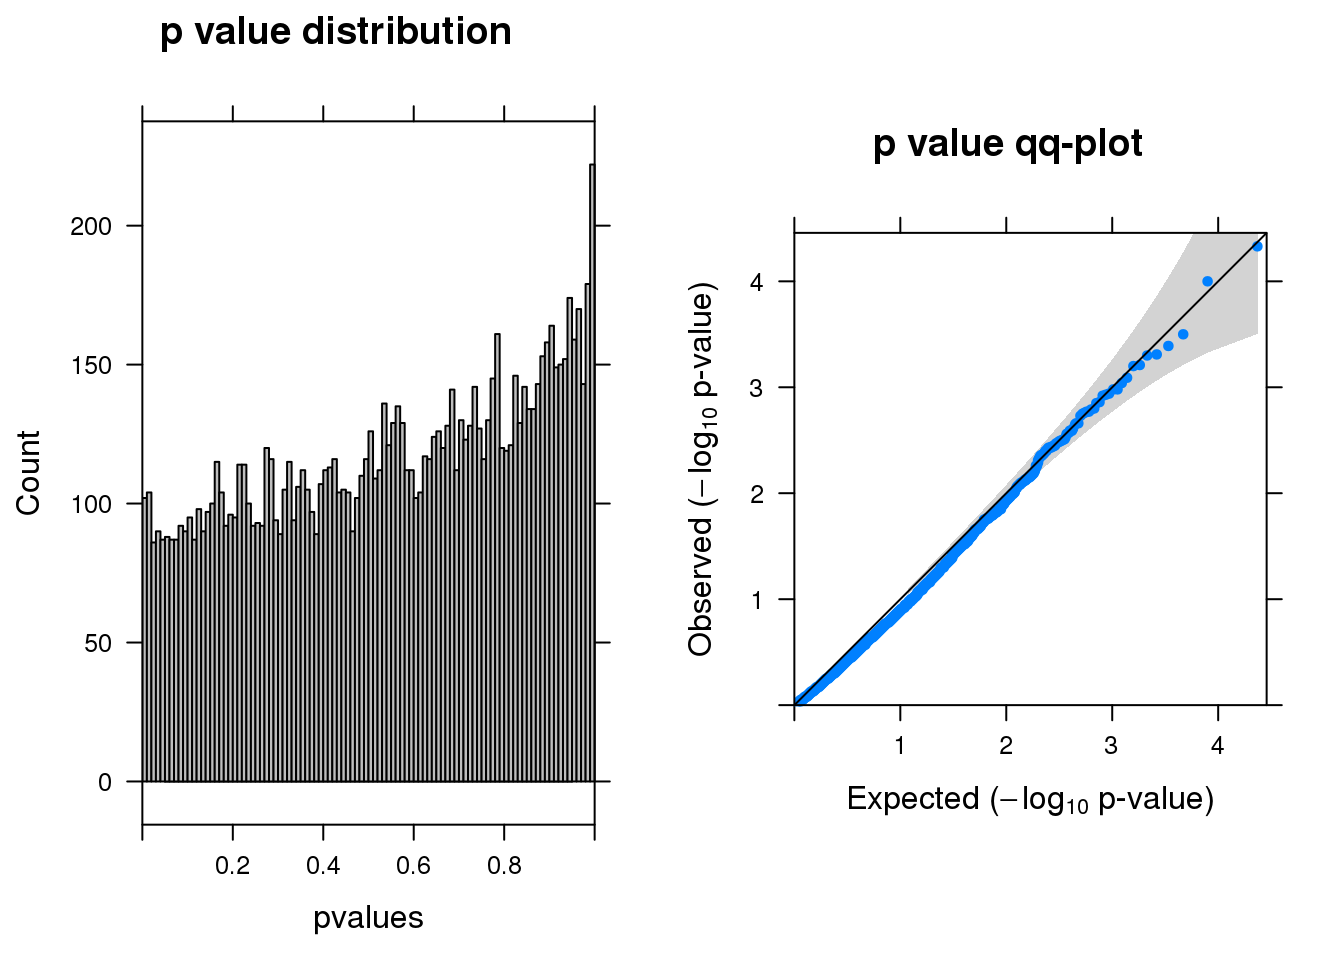 p value distribution
Count
200
150
100
50
0
0.2 0.4 0.6 0.8
pvalues
p value qq-plot
Observed (−log₁₀ p-value)
4
3
2
1
1 2 3 4
Expected (−log₁₀ p-value)